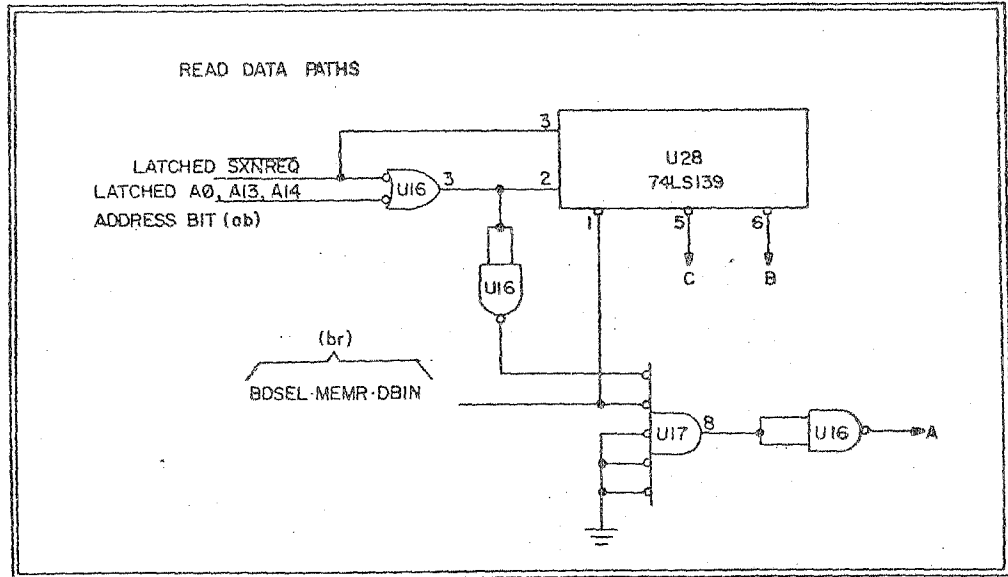 READ DATA PATHS
3
U28
74LS139
LATCHED SXNREQ
LATCHED A0, A13, A14
ADDRESS BIT (ab)
U16
3
2
1
5
6
C
B
U16
(br)
BDSEL·MEMR·DBIN
U17
8
U16
A